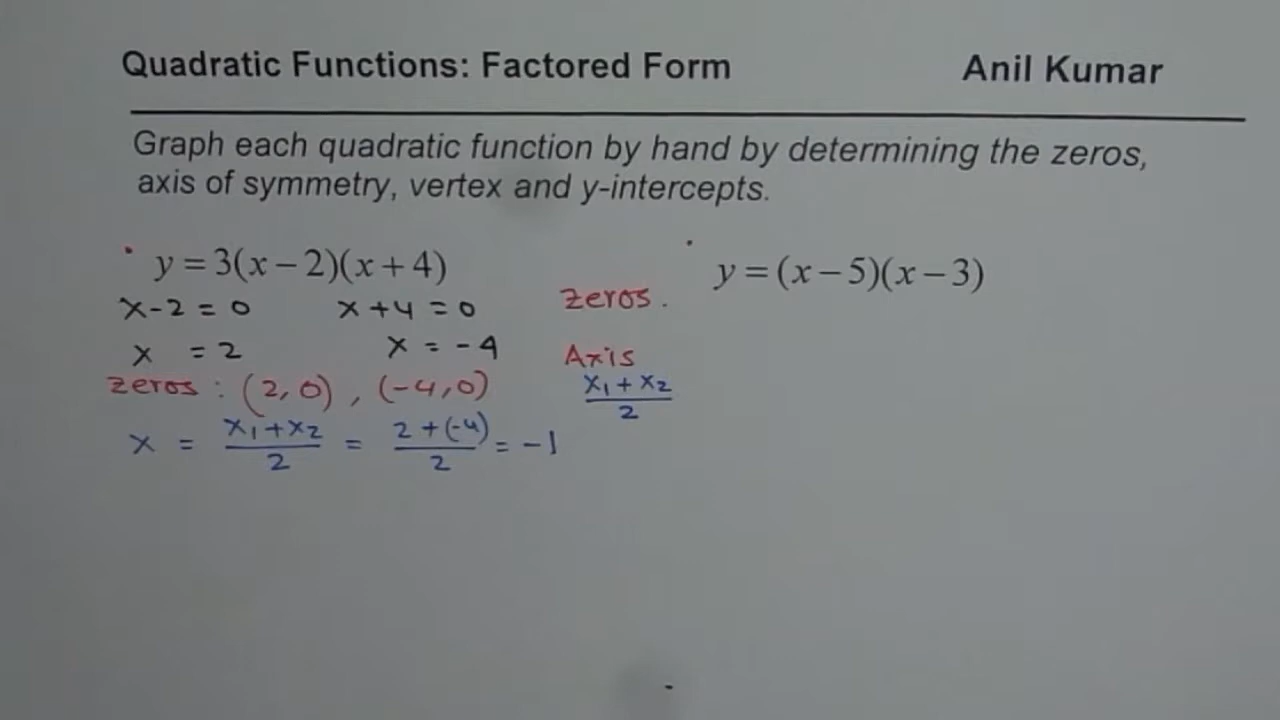 Quadratic Functions: Factored Form Anil Kumar
Graph each quadratic function by hand by determining the zeros,
axis of symmetry, vertex and y-intercepts.
y = 3(x − 2)(x + 4)
x - 2 = 0 x + 4 = 0
x = 2 x = -4
zeros : (2, 0) , (-4, 0)
x = (x₁ + x₂)/2 = (2 + (-4))/2 = -1
zeros.
Axis
(x₁ + x₂)/2
y = (x − 5)(x − 3)